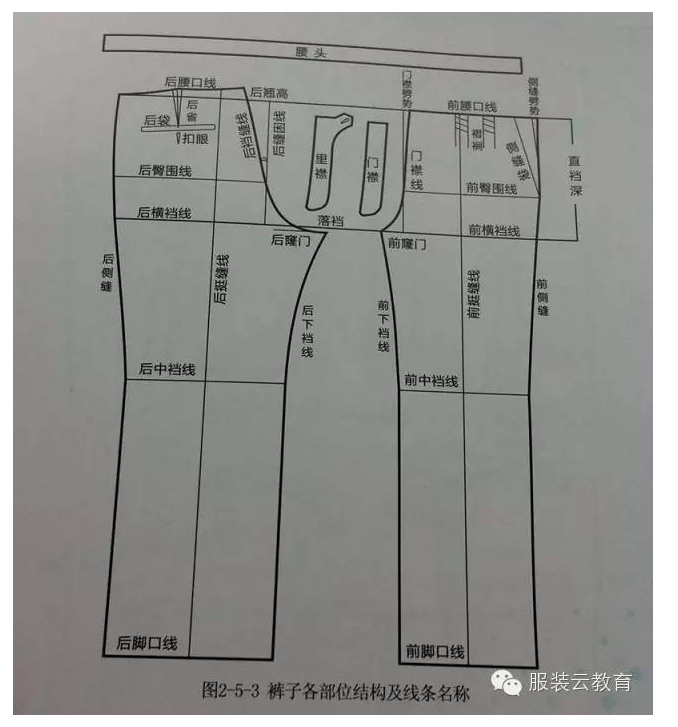 腰头
后腰口线
后翘高
门襟劈势
前腰口线
侧缝劈势
后袋
后省
扣眼
后裆缝线
后缝困线
里襟
门襟
门襟线
侧缝袋
直裆深
后臀围线
前臀围线
后横裆线
落裆
前横裆线
后窿门
前窿门
后侧缝
后挺缝线
后下裆线
前下裆线
前挺缝线
前侧缝
后中裆线
前中裆线
后脚口线
前脚口线
图2-5-3 裤子各部位结构及线条名称
服装云教育